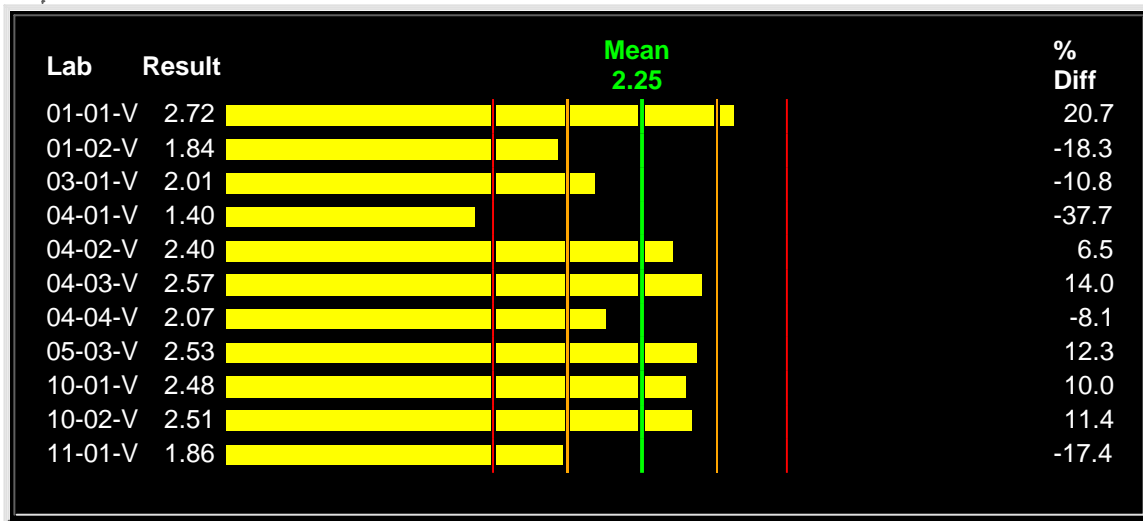 Lab Result Mean 2.25 % Diff
01-01-V 2.72 20.7
01-02-V 1.84 -18.3
03-01-V 2.01 -10.8
04-01-V 1.40 -37.7
04-02-V 2.40 6.5
04-03-V 2.57 14.0
04-04-V 2.07 -8.1
05-03-V 2.53 12.3
10-01-V 2.48 10.0
10-02-V 2.51 11.4
11-01-V 1.86 -17.4